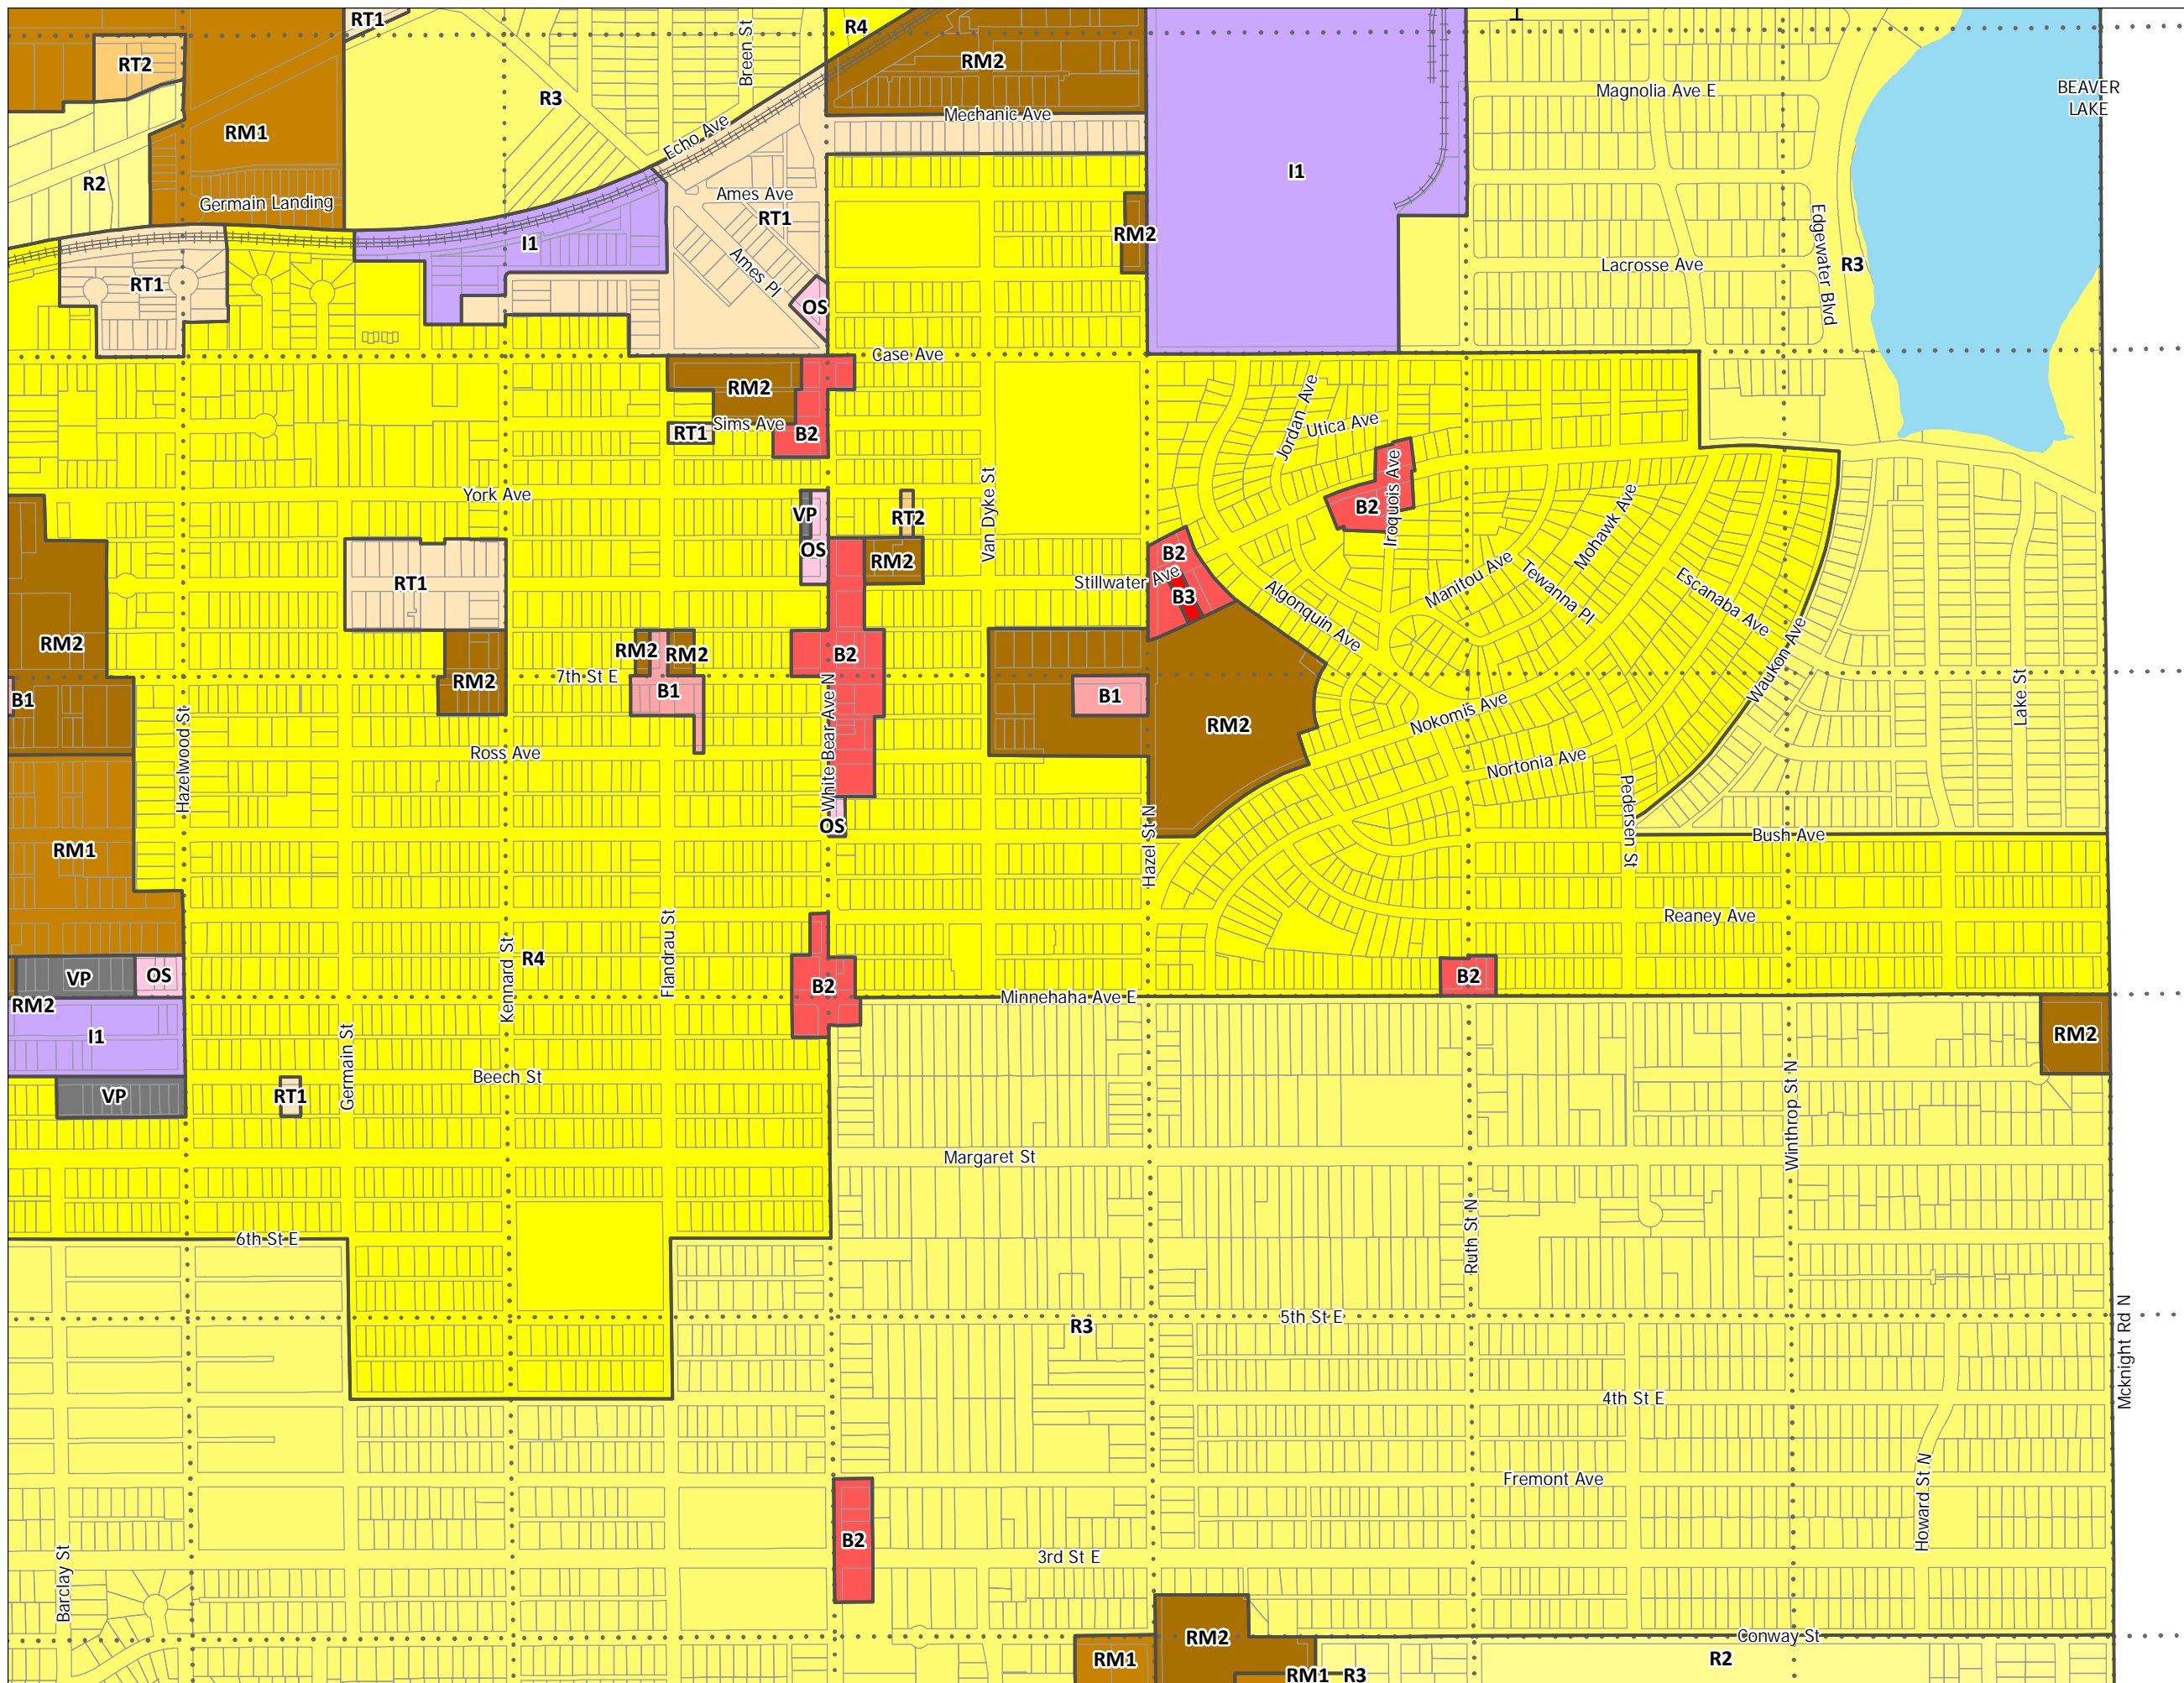 RT1
R4
Breen St
RM2
RT2
R3
Magnolia Ave E
BEAVER
LAKE
Mechanic Ave
RM1
Echo Ave
I1
R2
Ames Ave
Germain Landing
RT1
RM2
I1
Edgewater Blvd
R3
Lacrosse Ave
RT1
Ames Pl
OS
Case Ave
RM2
Jordan Ave
Utica Ave
Sims Ave
RT1
B2
York Ave
Van Dyke St
Iroquois Ave
B2
VP
RT2
Mohawk Ave
OS
RM2
B2
Stillwater Ave
B3
RT1
Manitou Ave
Tewanna Pl
Escanaba Ave
Algonquin Ave
RM2
RM2
RM2
B2
Waukon Ave
7th St E
RM2
B1
B1
B1
Lake St
Nokomis Ave
RM2
Hazelwood St
White Bear Ave N
Ross Ave
Nortonia Ave
Pedersen St
OS
Bush Ave
RM1
Hazel St N
Reaney Ave
Flandrau St
Kennard St
R4
VP
OS
B2
B2
Minnehaha Ave E
RM2
I1
RM2
Germain St
Beech St
VP
RT1
Winthrop St N
Margaret St
6th St E
Ruth St N
5th St E
R3
Mcknight Rd N
4th St E
Fremont Ave
Howard St N
B2
3rd St E
Barclay St
RM2
Conway St
RM1
R2
RM1
R3